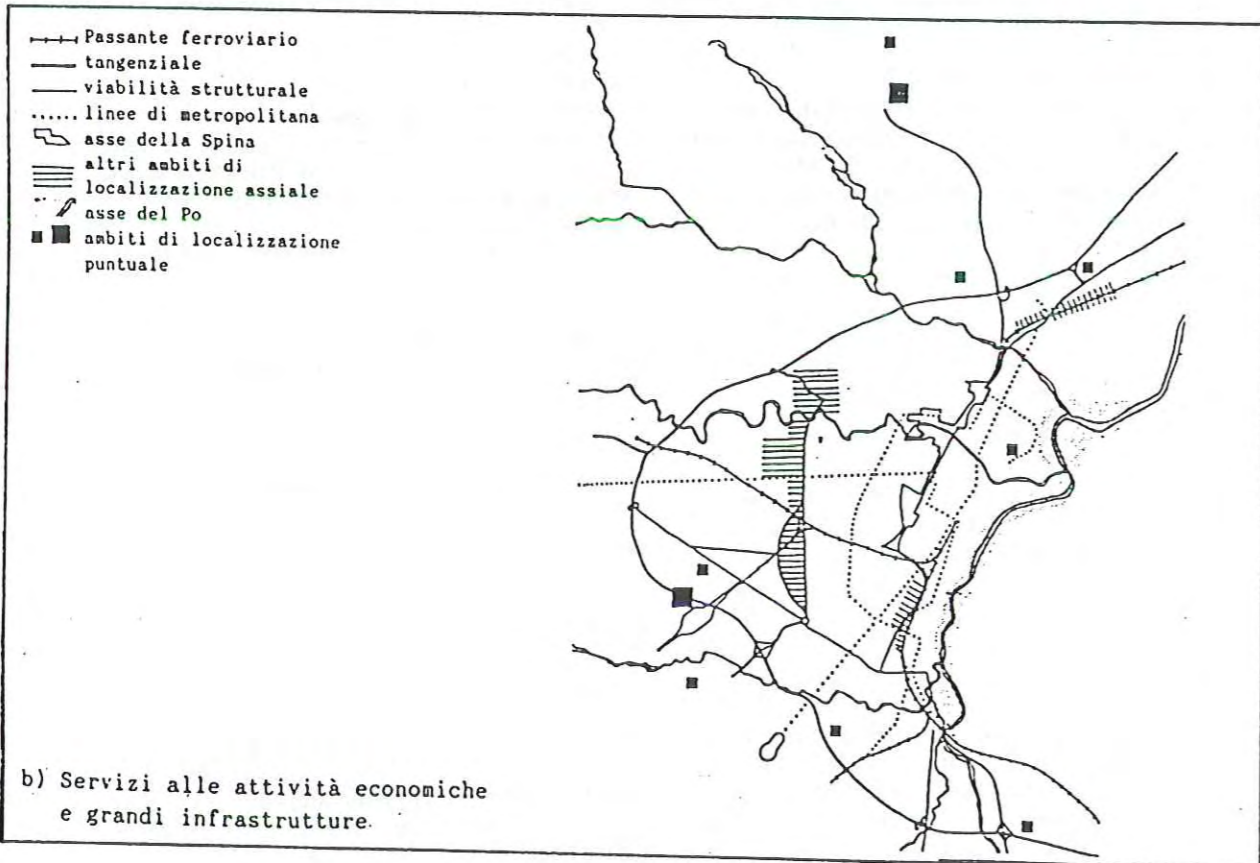 Passante ferroviario
tangenziale
viabilità strutturale
linee di metropolitana
asse della Spina
altri ambiti di
localizzazione assiale
asse del Po
ambiti di localizzazione
puntuale
b) Servizi alle attività economiche
e grandi infrastrutture.